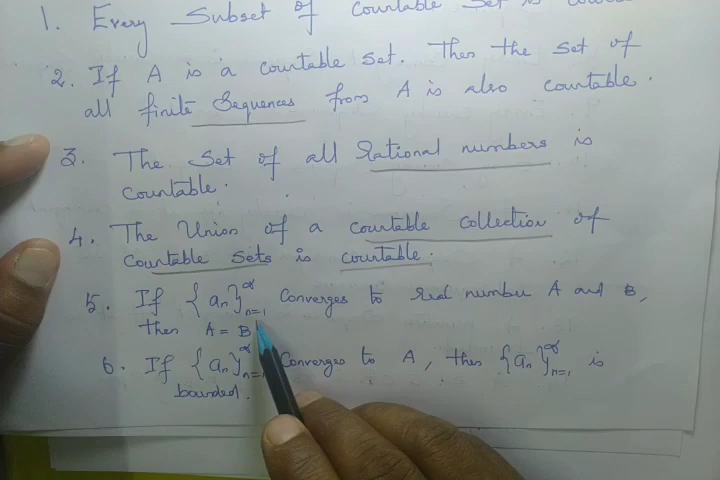 1. Every Subset of Countable Set is
2. If A is a countable set. Then the set of
all finite Sequences from A is also countable.
3. The Set of all Rational numbers is
Countable.
4. The Union of a countable collection of
Countable Sets is countable.
5. If {an}∞n=1 Converges to real number A and B,
then A = B
6. If {an}∞n=1 Converges to A, then {an}∞n=1 is
bounded.